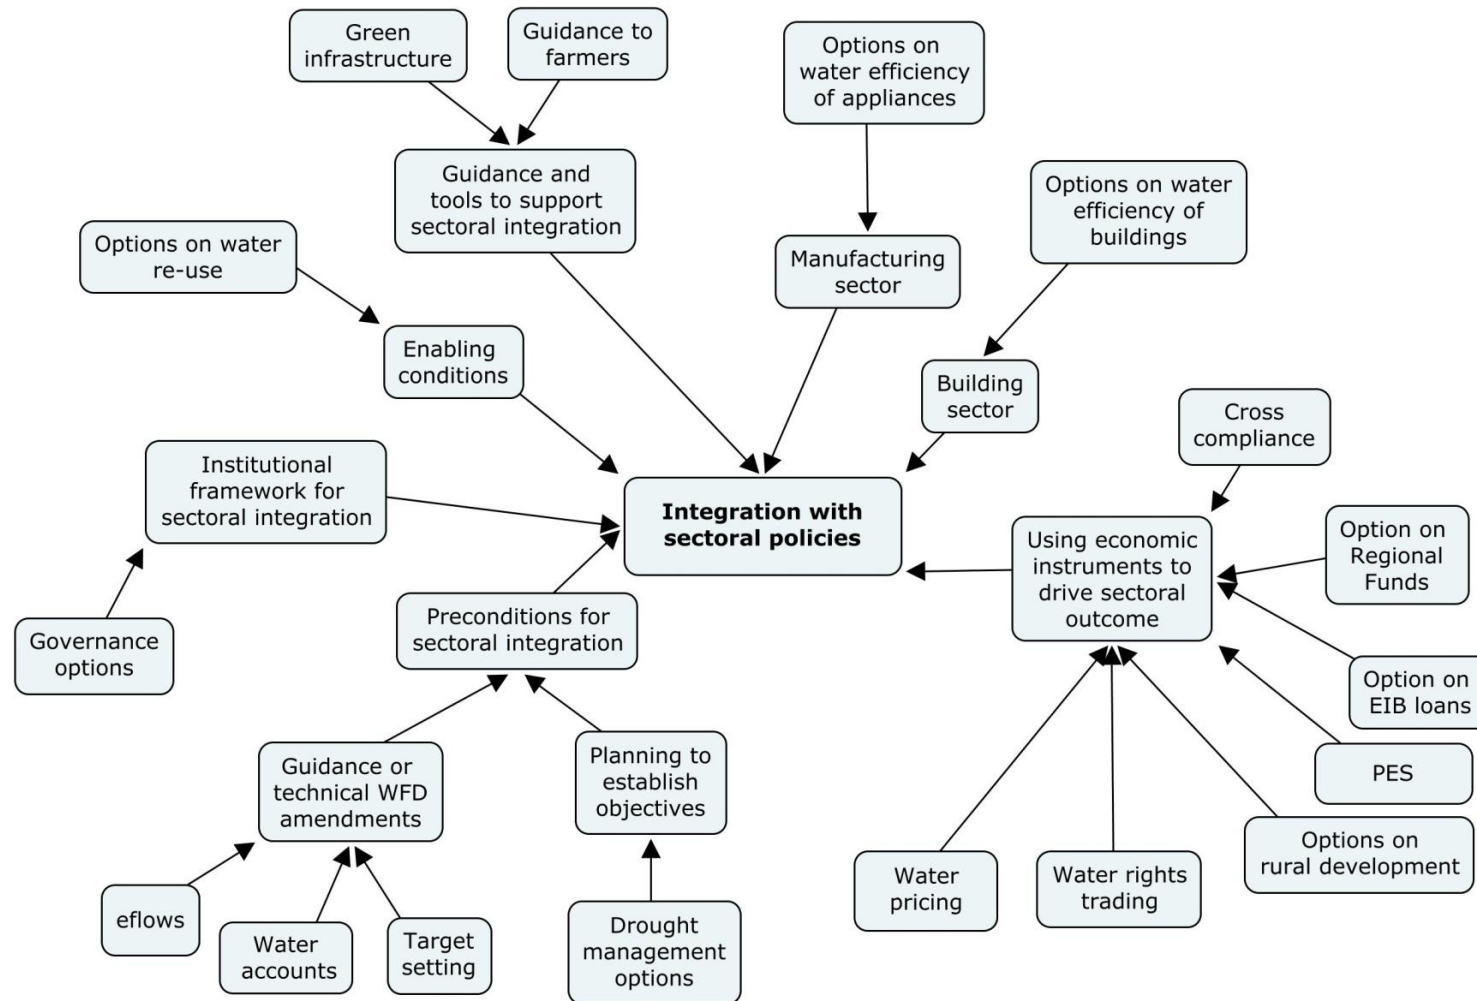 Green
infrastructure
Guidance to
farmers
Options on
water efficiency
of appliances
Guidance and
tools to support
sectoral integration
Options on water
efficiency of
buildings
Options on water
re-use
Manufacturing
sector
Enabling
conditions
Building
sector
Cross
compliance
Institutional
framework for
sectoral integration
Integration with
sectoral policies
Using economic
instruments to
drive sectoral
outcome
Option on
Regional
Funds
Governance
options
Preconditions for
sectoral integration
Option on
EIB loans
Guidance or
technical WFD
amendments
Planning to
establish
objectives
PES
Options on
rural development
Water
pricing
Water rights
trading
eflows
Water
accounts
Target
setting
Drought
management
options